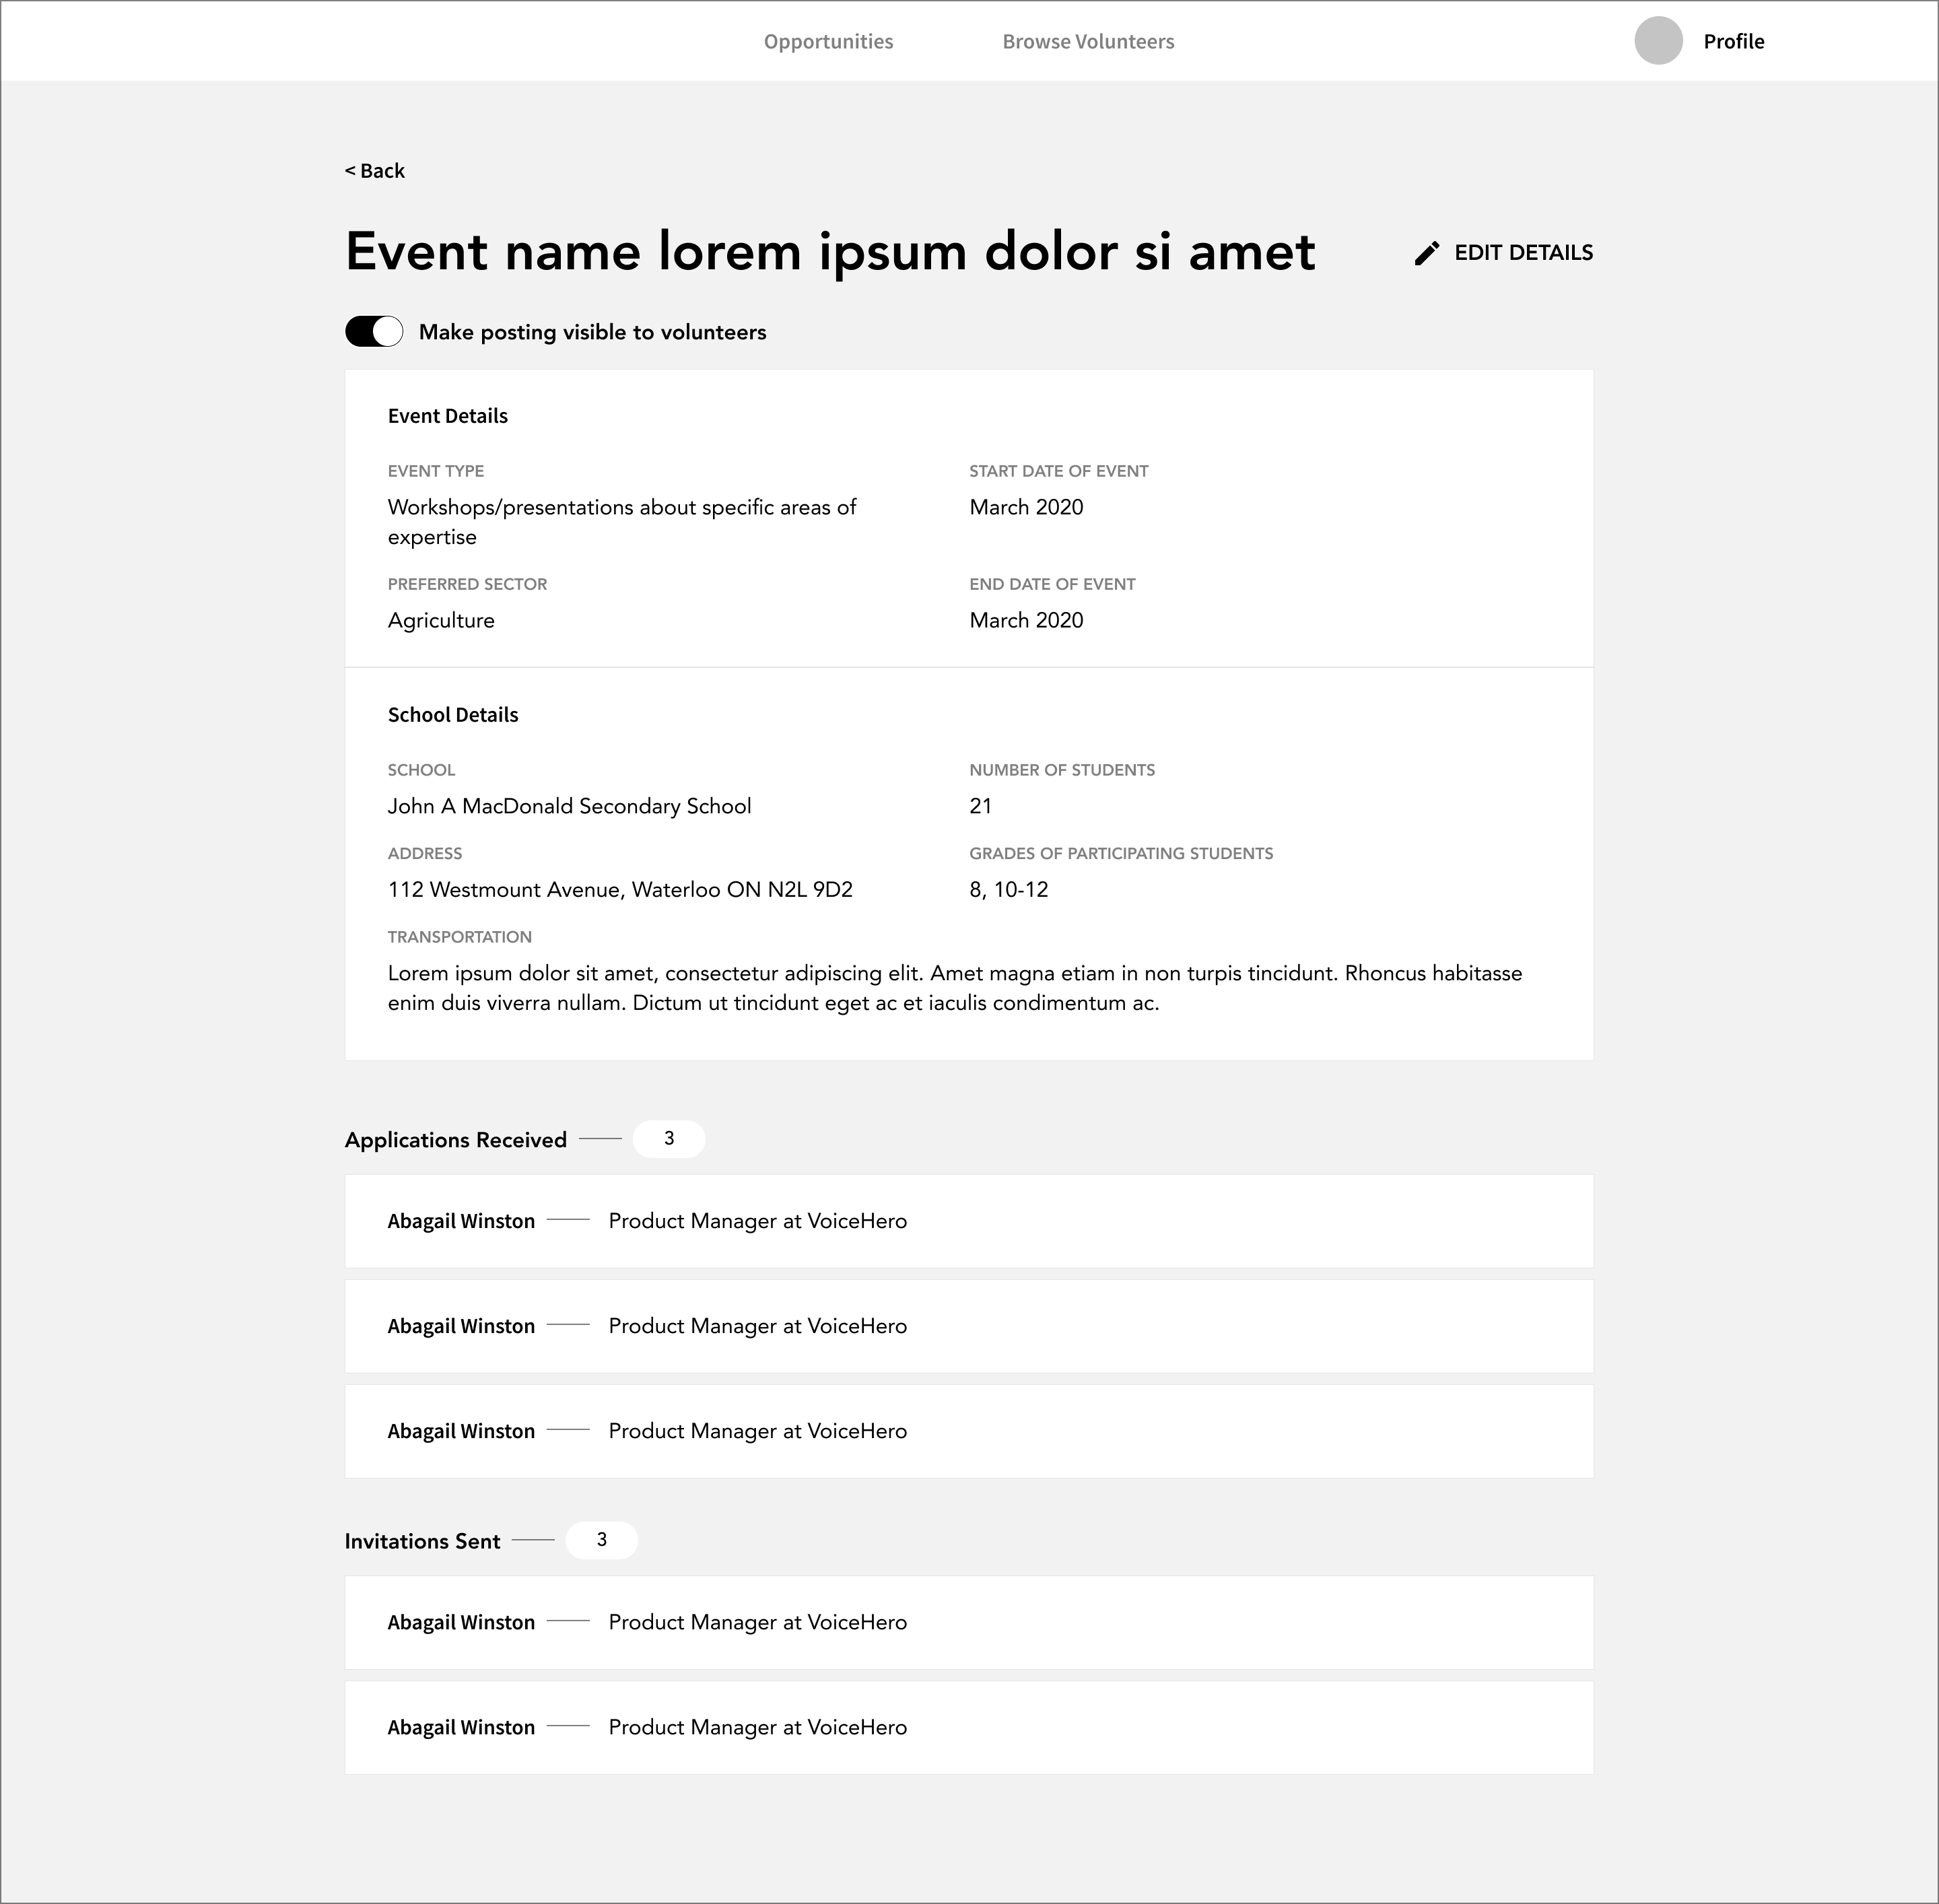 Opportunities
Browse Volunteers
Profile
< Back
Event name lorem ipsum dolor si amet
EDIT DETAILS
Make posting visible to volunteers
Event Details
EVENT TYPE
START DATE OF EVENT
Workshops/presentations about specific areas of
expertise
March 2020
PREFERRED SECTOR
END DATE OF EVENT
Agriculture
March 2020
School Details
SCHOOL
NUMBER OF STUDENTS
John A MacDonald Secondary School
21
ADDRESS
GRADES OF PARTICIPATING STUDENTS
112 Westmount Avenue, Waterloo ON N2L 9D2
8, 10-12
TRANSPORTATION
Lorem ipsum dolor sit amet, consectetur adipiscing elit. Amet magna etiam in non turpis tincidunt. Rhoncus habitasse
enim duis viverra nullam. Dictum ut tincidunt eget ac et iaculis condimentum ac.
Applications Received
3
Abagail Winston
Product Manager at VoiceHero
Abagail Winston
Product Manager at VoiceHero
Abagail Winston
Product Manager at VoiceHero
Invitations Sent
3
Abagail Winston
Product Manager at VoiceHero
Abagail Winston
Product Manager at VoiceHero